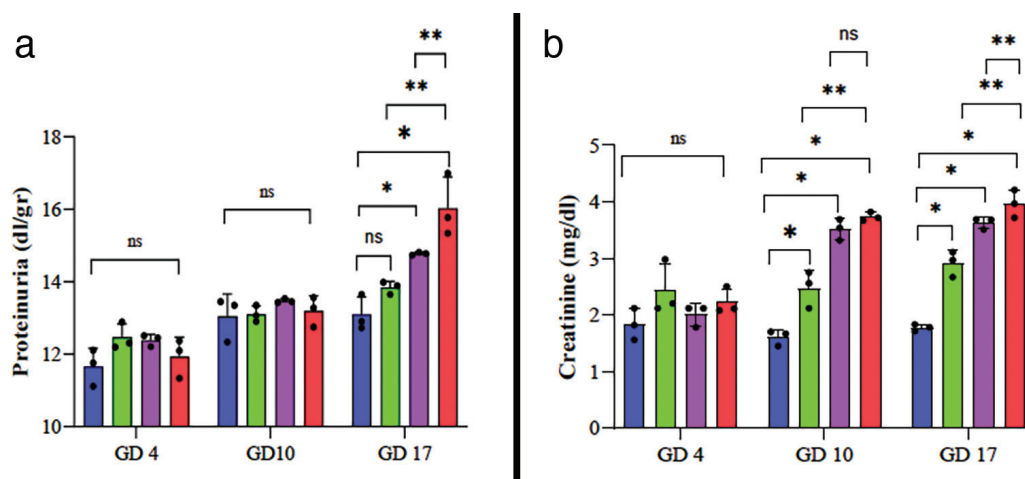 a
Proteinuria (dl/gr)
18
16
14
12
10
ns
ns
ns
*
*
**
**
GD 4
GD10
GD 17
b
Creatinine (mg/dl)
5
4
3
2
1
0
ns
*
*
*
**
ns
*
*
*
**
**
GD 4
GD 10
GD 17